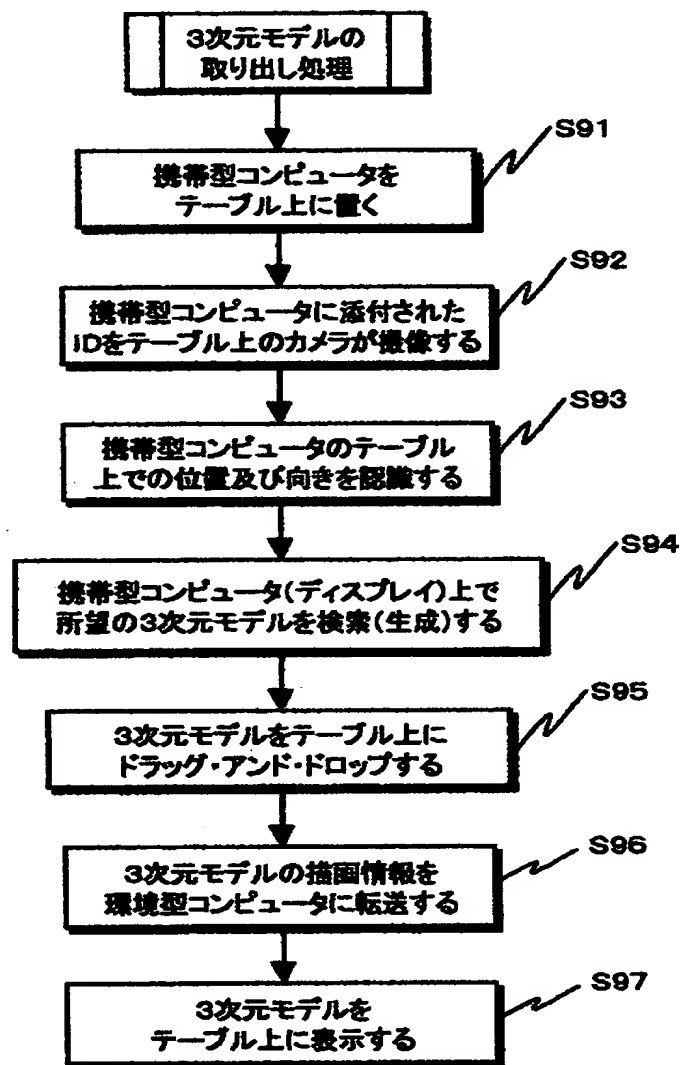 3次元モデルの
取り出し処理
S91
携帯型コンピュータを
テーブル上に置く
S92
携帯型コンピュータに添付された
IDをテーブル上のカメラが撮像する
S93
携帯型コンピュータのテーブル
上での位置及び向きを認識する
S94
携帯型コンピュータ(ディスプレイ)上で
所望の3次元モデルを検索(生成)する
S95
3次元モデルをテーブル上に
ドラッグ・アンド・ドロップする
S96
3次元モデルの描画情報を
環境型コンピュータに転送する
S97
3次元モデルを
テーブル上に表示する